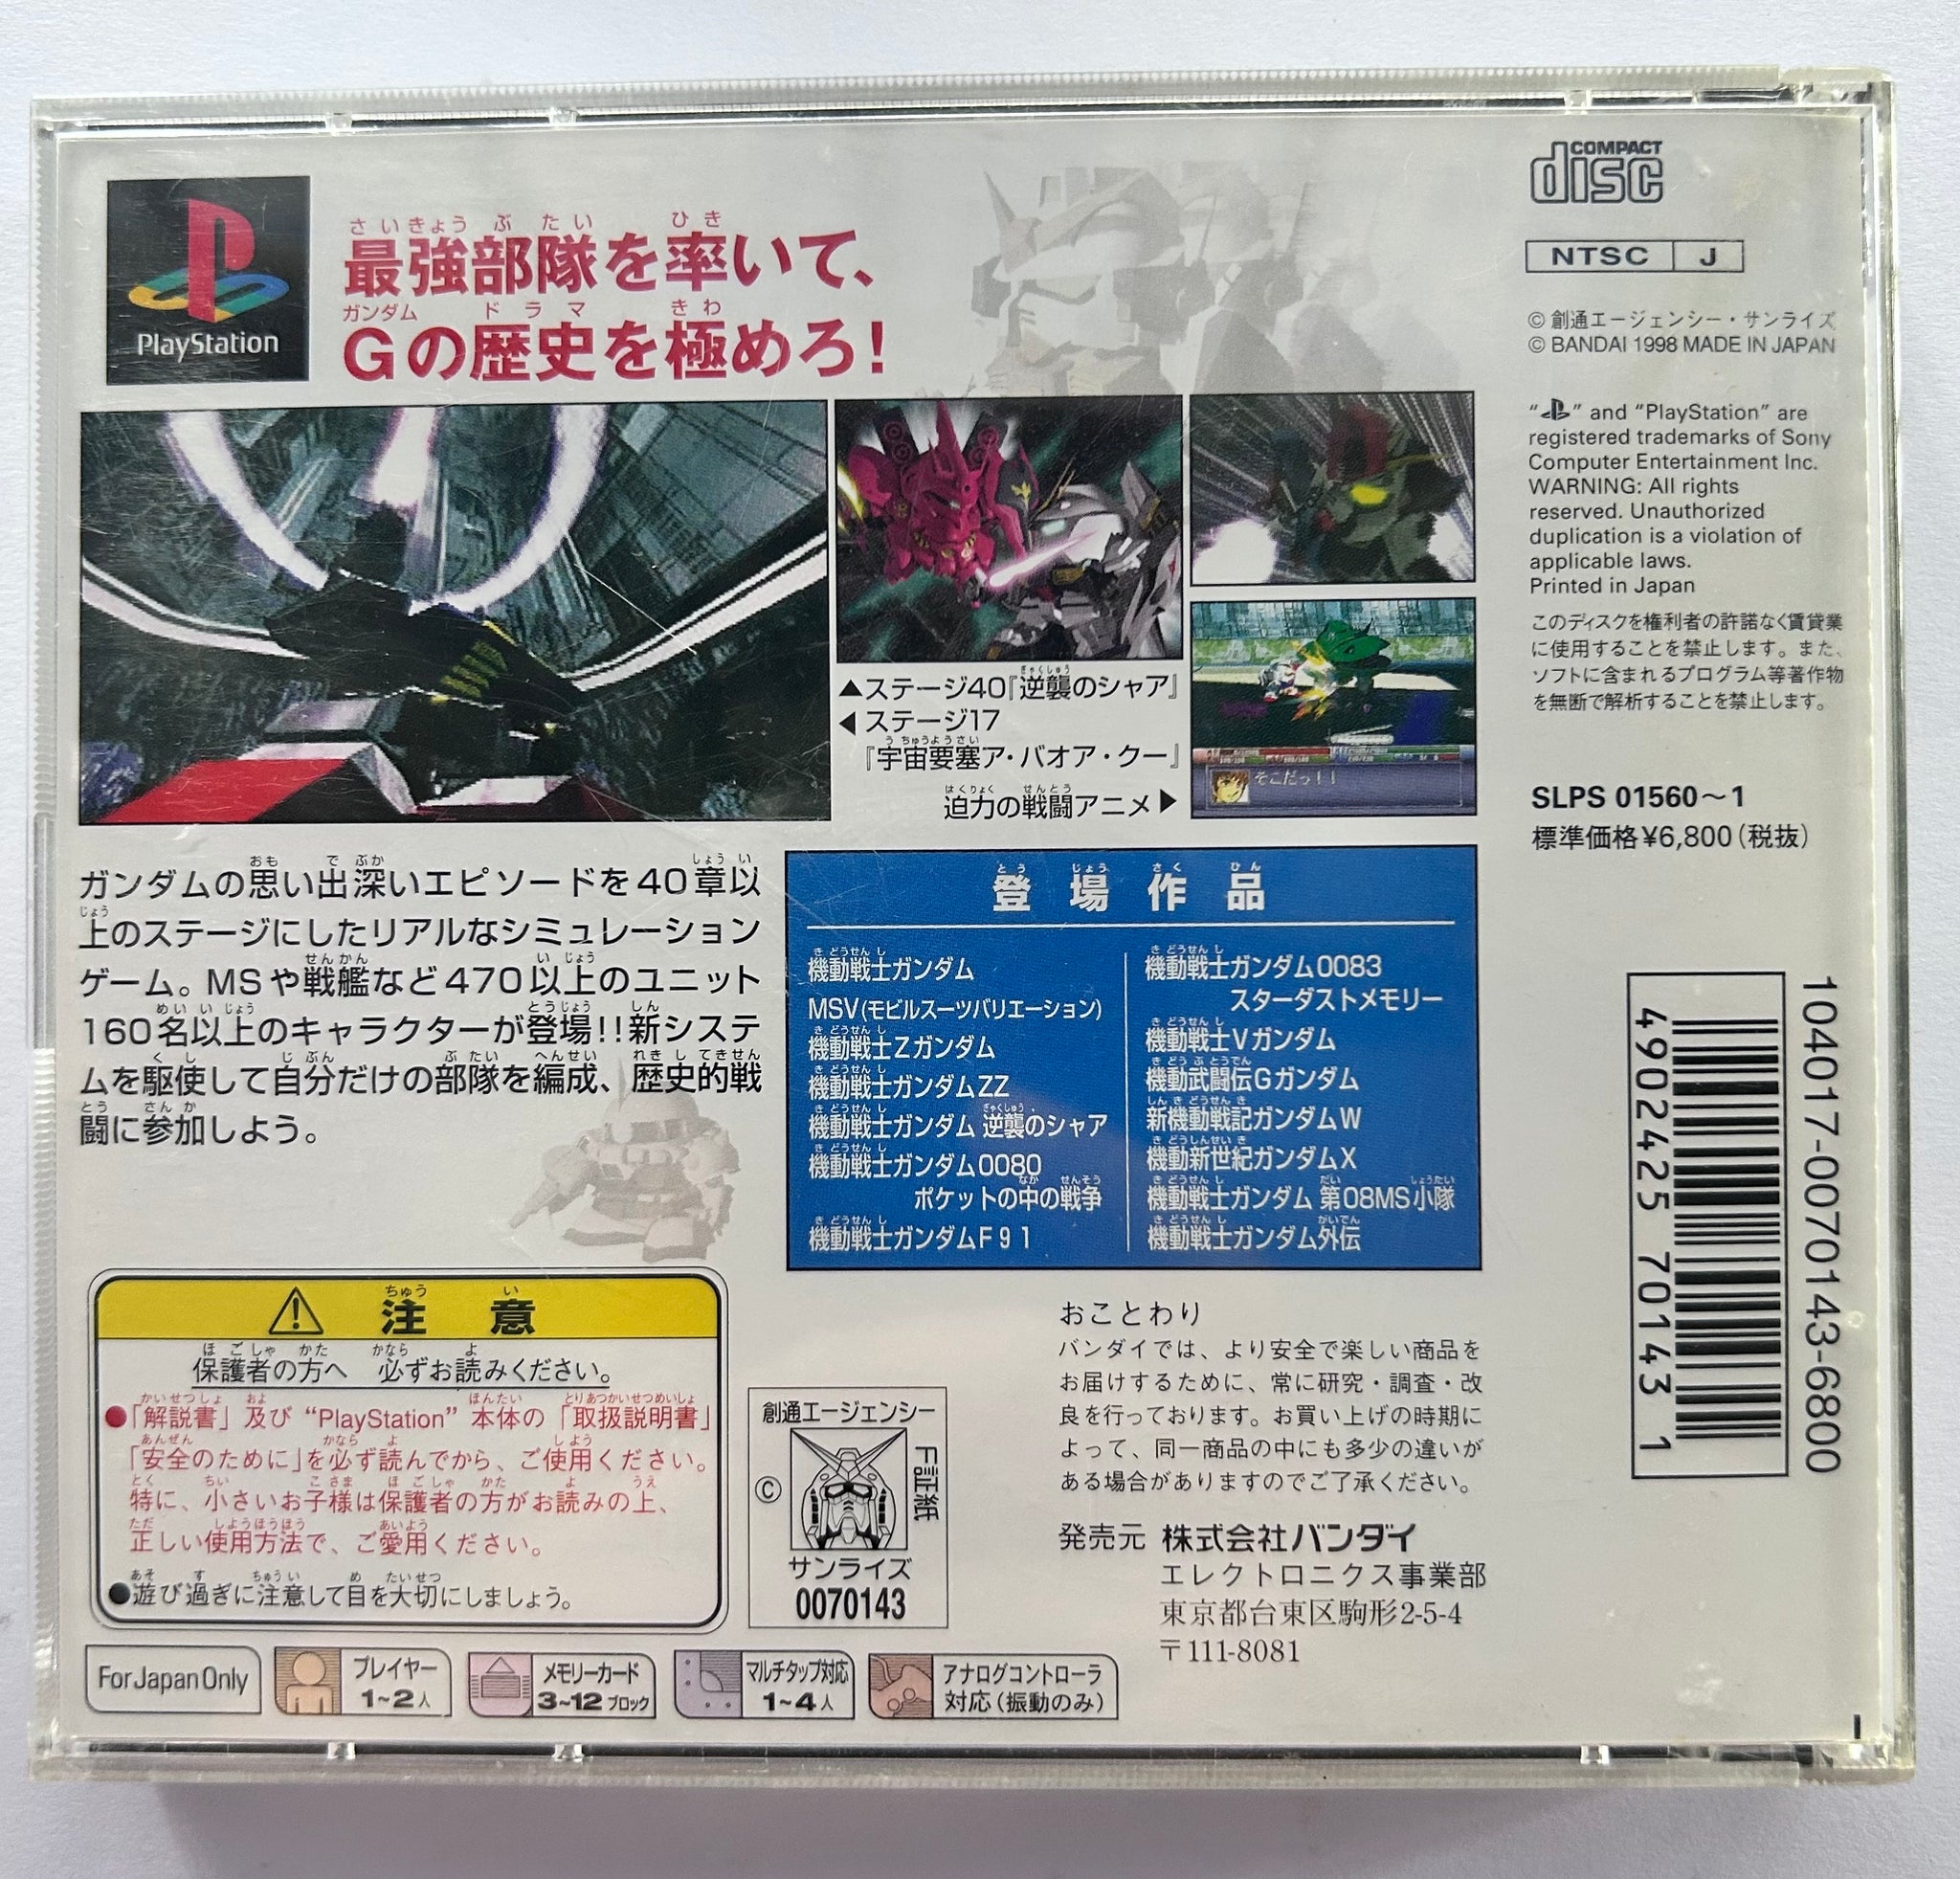 PlayStation
最強部隊を率いて、
Gの歴史を極めろ!
さいきょう ぶ たい ひき
ガンダム ドラマ きわ
COMPACT
disc
NTSC J
© 創通エージェンシー・サンライズ
© BANDAI 1998 MADE IN JAPAN
"PS" and "PlayStation" are
registered trademarks of Sony
Computer Entertainment Inc.
WARNING: All rights
reserved. Unauthorized
duplication is a violation of
applicable laws.
Printed in Japan
このディスクを権利者の許諾なく賃貸業
に使用することを禁止します。また、
ソフトに含まれるプログラム等著作物
を無断で解析することを禁止します。
SLPS 01560~1
標準価格¥6,800(税抜)
▲ステージ40『逆襲のシャア』
◀ステージ17
『宇宙要塞ア・バオア・クー』
迫力の戦闘アニメ▶
そこだっ!!
ガンダムの思い出深いエピソードを40章以
上のステージにしたリアルなシミュレーション
ゲーム。MSや戦艦など470以上のユニット
160名以上のキャラクターが登場!!新システ
ムを駆使して自分だけの部隊を編成、歴史的戦
闘に参加しよう。
登場作品
機動戦士ガンダム
MSV(モビルスーツバリエーション)
機動戦士Zガンダム
機動戦士ガンダムZZ
機動戦士ガンダム 逆襲のシャア
機動戦士ガンダム0080
ポケットの中の戦争
機動戦士ガンダムF91
機動戦士ガンダム0083
スターダストメモリー
機動戦士Vガンダム
機動武闘伝Gガンダム
新機動戦記ガンダムW
機動新世紀ガンダムX
機動戦士ガンダム 第08MS小隊
機動戦士ガンダム外伝
104017-0070143-6800
4902425 70143 1
注意
保護者の方へ 必ずお読みください。
●「解説書」及び "PlayStation" 本体の「取扱説明書」
「安全のために」を必ず読んでから、ご使用ください。
特に、小さいお子様は保護者の方がお読みの上、
正しい使用方法で、ご愛用ください。
●遊び過ぎに注意して目を大切にしましょう。
創通エージェンシー
©
F証紙
サンライズ
0070143
おことわり
バンダイでは、より安全で楽しい商品を
お届けするために、常に研究・調査・改
良を行っております。お買い上げの時期に
よって、同一商品の中にも多少の違いが
ある場合がありますのでご了承ください。
発売元 株式会社バンダイ
エレクトロニクス事業部
東京都台東区駒形2-5-4
〒111-8081
For Japan Only
プレイヤー
1~2人
メモリーカード
3~12ブロック
マルチタップ対応
1~4人
アナログコントローラ
対応(振動のみ)